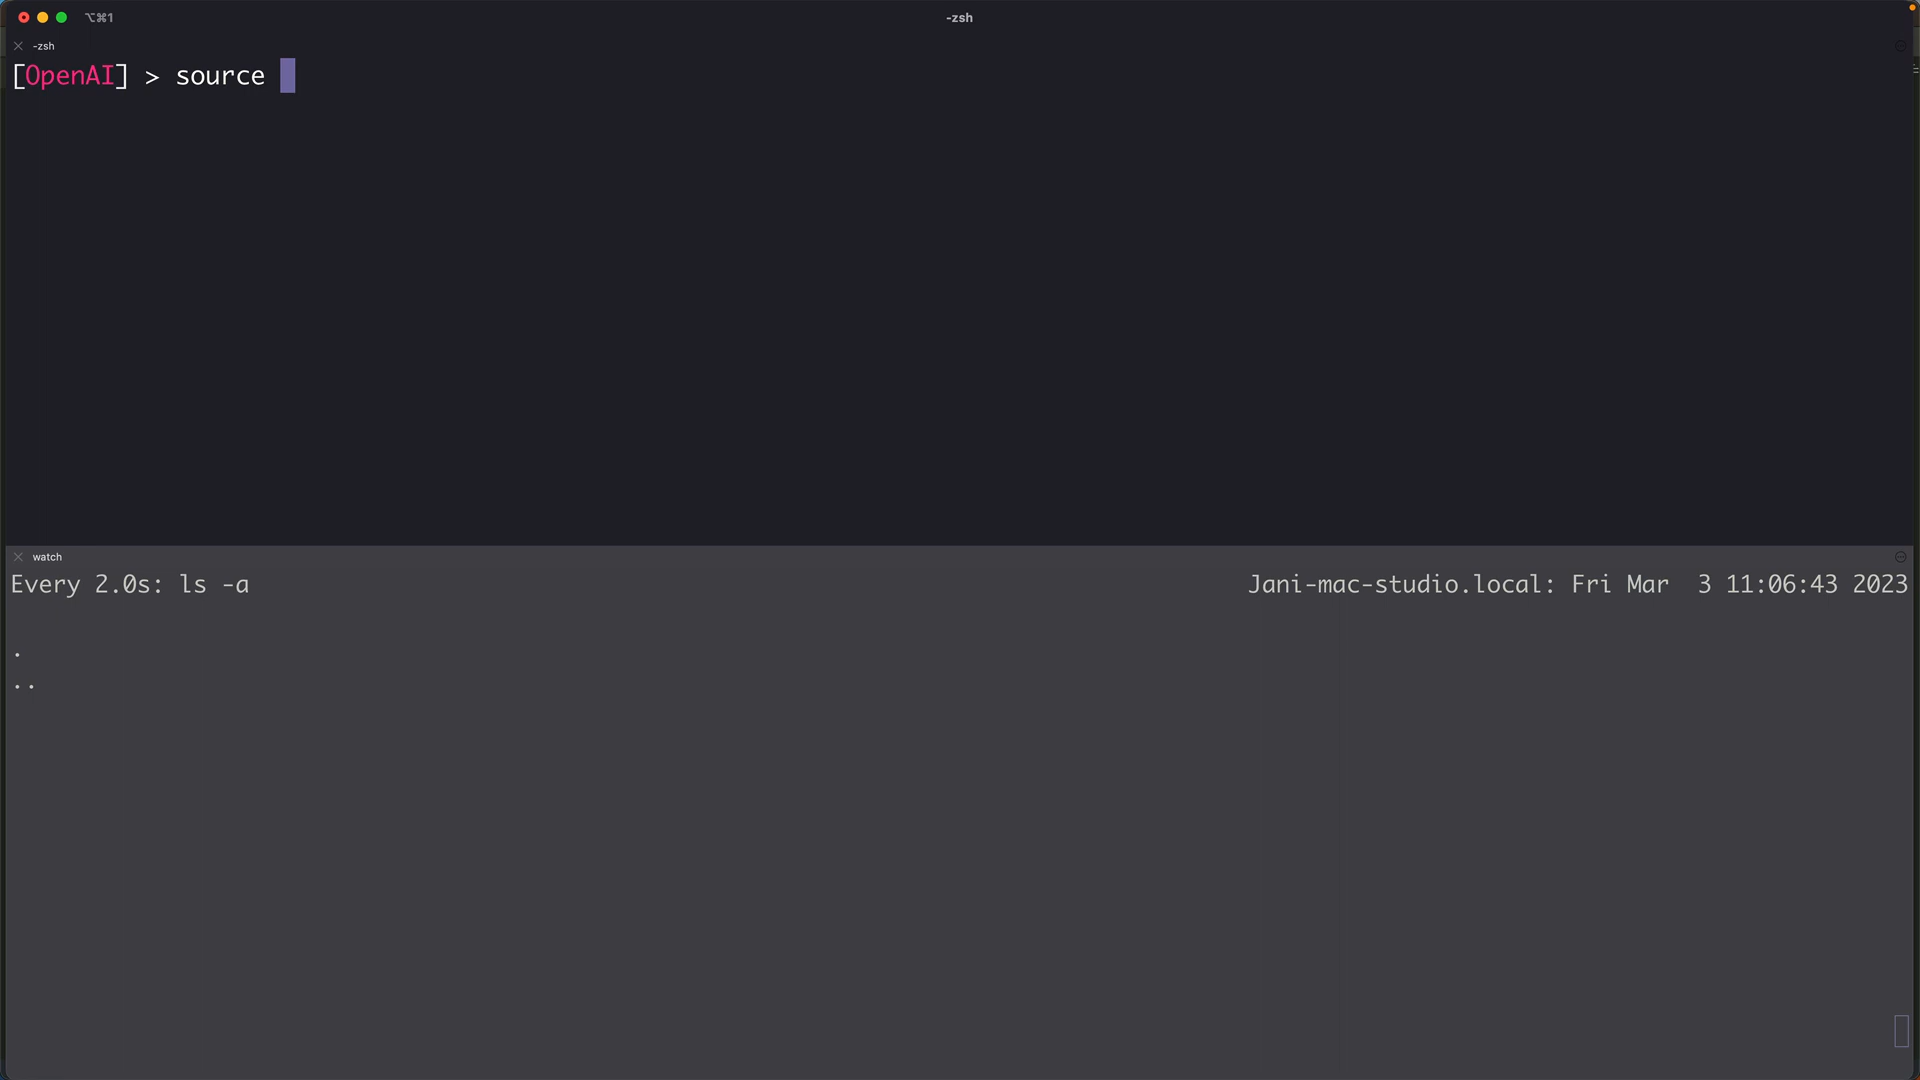 ⌥⌘1
-zsh
-zsh
[OpenAI] > source
watch
Every 2.0s: ls -a
Jani-mac-studio.local: Fri Mar  3 11:06:43 2023
.
..